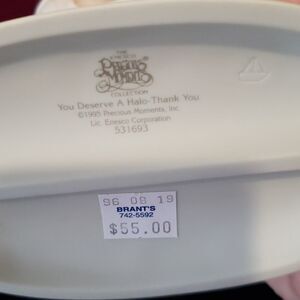 THE
ENESCO
Precious
Moments
COLLECTION
You Deserve A Halo-Thank You
©1995 Precious Moments, Inc.
Lic. Enesco Corporation
531693
96 08 19
BRANT'S
742-5592
$55.00